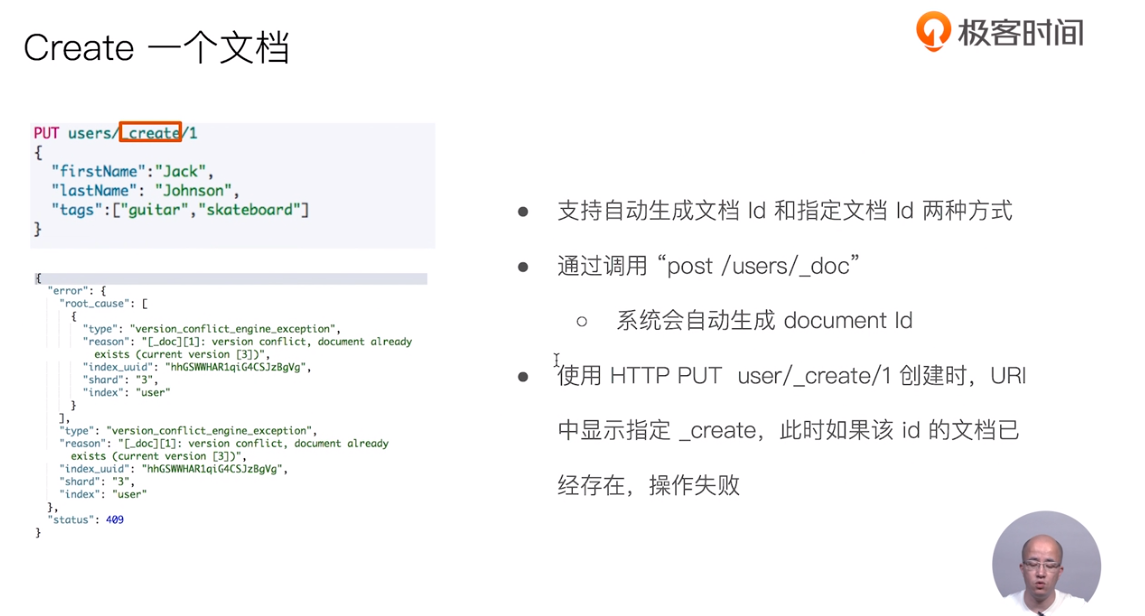 Create 一个文档
极客时间
PUT users/_create/1
{
"firstName":"Jack",
"lastName": "Johnson",
"tags":["guitar","skateboard"]
}
{
"error": {
"root_cause": [
{
"type": "version_conflict_engine_exception",
"reason": "[_doc][1]: version conflict, document already
exists (current version [3])",
"index_uuid": "hhGSWWHAR1qiG4CSJzBgVg",
"shard": "3",
"index": "user"
}
],
"type": "version_conflict_engine_exception",
"reason": "[_doc][1]: version conflict, document already
exists (current version [3])",
"index_uuid": "hhGSWWHAR1qiG4CSJzBgVg",
"shard": "3",
"index": "user"
},
"status": 409
}
● 支持自动生成文档 Id 和指定文档 Id 两种方式
● 通过调用 “post /users/_doc”
○ 系统会自动生成 document Id
● 使用 HTTP PUT user/_create/1 创建时，URI
中显示指定 _create，此时如果该 id 的文档已
经存在，操作失败